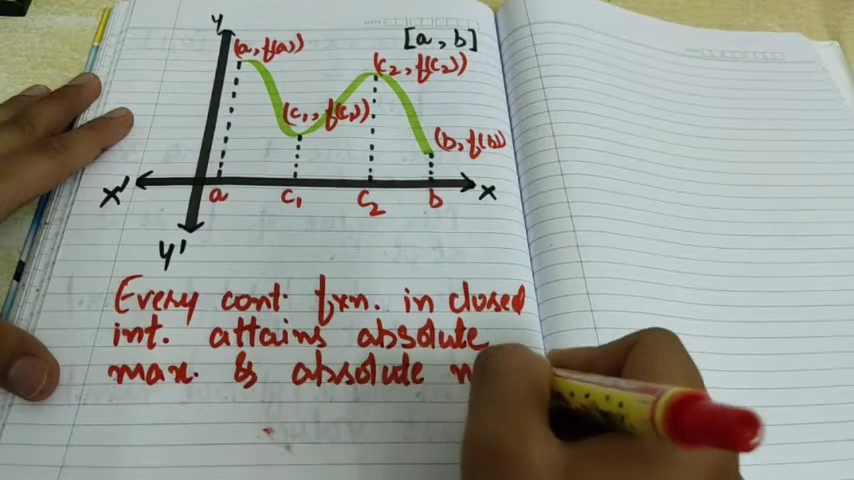 y
[a, b]
(a, f(a))
(c2, f(c2))
(c1, f(c1))
(b, f(b))
x' a c1 c2 b x
y'
Every cont. fxn. in closed
int. attains absolute
max. & absolute